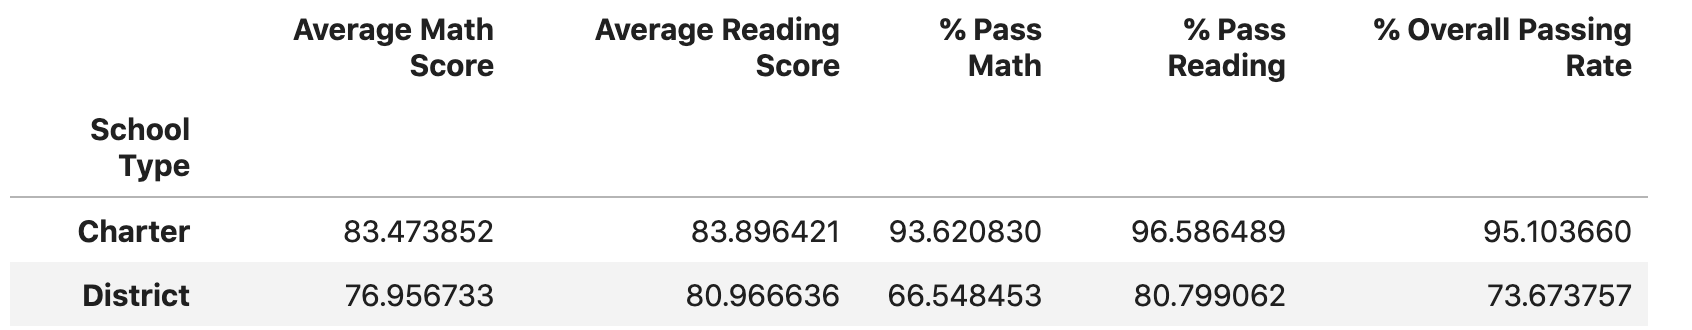 Average Math Average Reading % Pass % Pass % Overall Passing
Score Score Math Reading Rate
School
Type
Charter 83.473852 83.896421 93.620830 96.586489 95.103660
District 76.956733 80.966636 66.548453 80.799062 73.673757